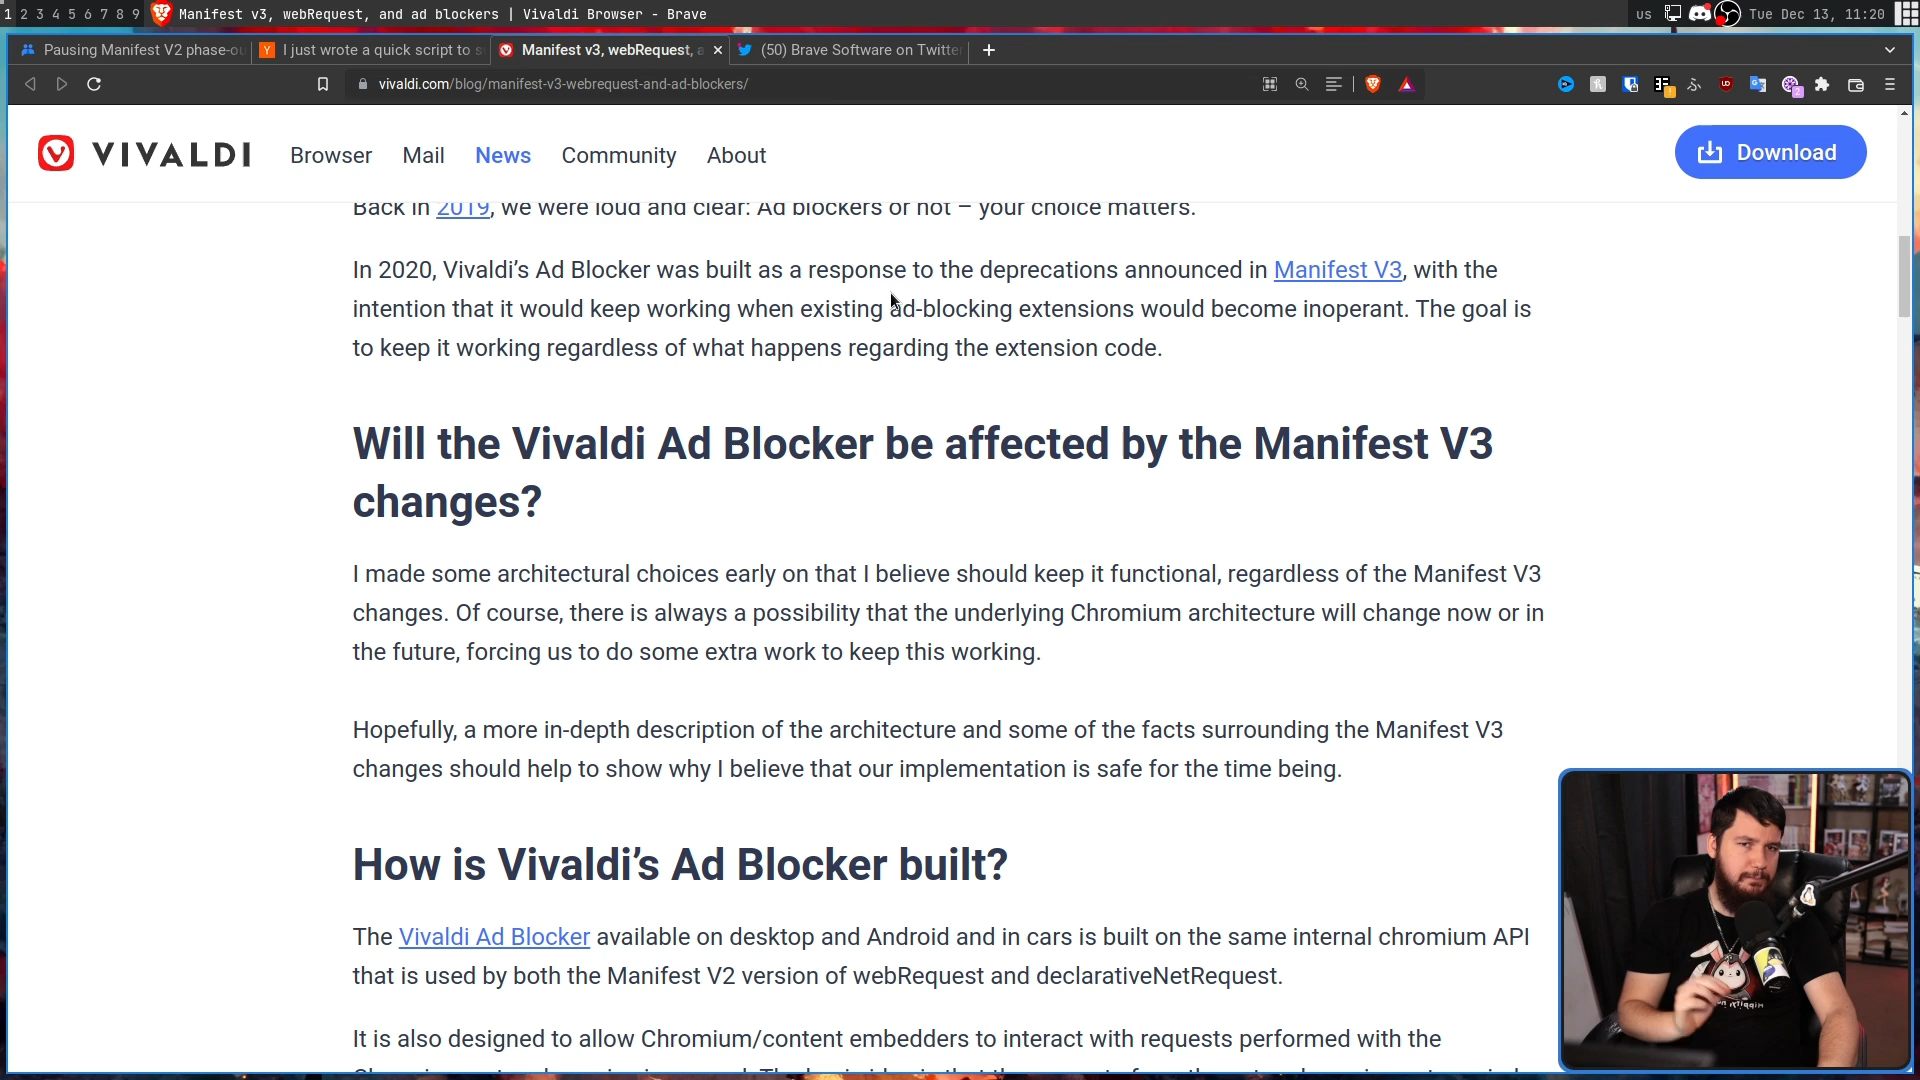 1 2 3 4 5 6 7 8 9 Manifest v3, webRequest, and ad blockers | Vivaldi Browser - Brave
us Tue Dec 13, 11:20
Pausing Manifest V2 phase-ou
I just wrote a quick script to s
Manifest v3, webRequest, a
(50) Brave Software on Twitte
vivaldi.com/blog/manifest-v3-webrequest-and-ad-blockers/
VIVALDI Browser Mail News Community About
Download
Back in 2019, we were loud and clear: Ad blockers or not – your choice matters.
In 2020, Vivaldi’s Ad Blocker was built as a response to the deprecations announced in Manifest V3, with the
intention that it would keep working when existing ad-blocking extensions would become inoperant. The goal is
to keep it working regardless of what happens regarding the extension code.
Will the Vivaldi Ad Blocker be affected by the Manifest V3
changes?
I made some architectural choices early on that I believe should keep it functional, regardless of the Manifest V3
changes. Of course, there is always a possibility that the underlying Chromium architecture will change now or in
the future, forcing us to do some extra work to keep this working.
Hopefully, a more in-depth description of the architecture and some of the facts surrounding the Manifest V3
changes should help to show why I believe that our implementation is safe for the time being.
How is Vivaldi’s Ad Blocker built?
The Vivaldi Ad Blocker available on desktop and Android and in cars is built on the same internal chromium API
that is used by both the Manifest V2 version of webRequest and declarativeNetRequest.
It is also designed to allow Chromium/content embedders to interact with requests performed with the